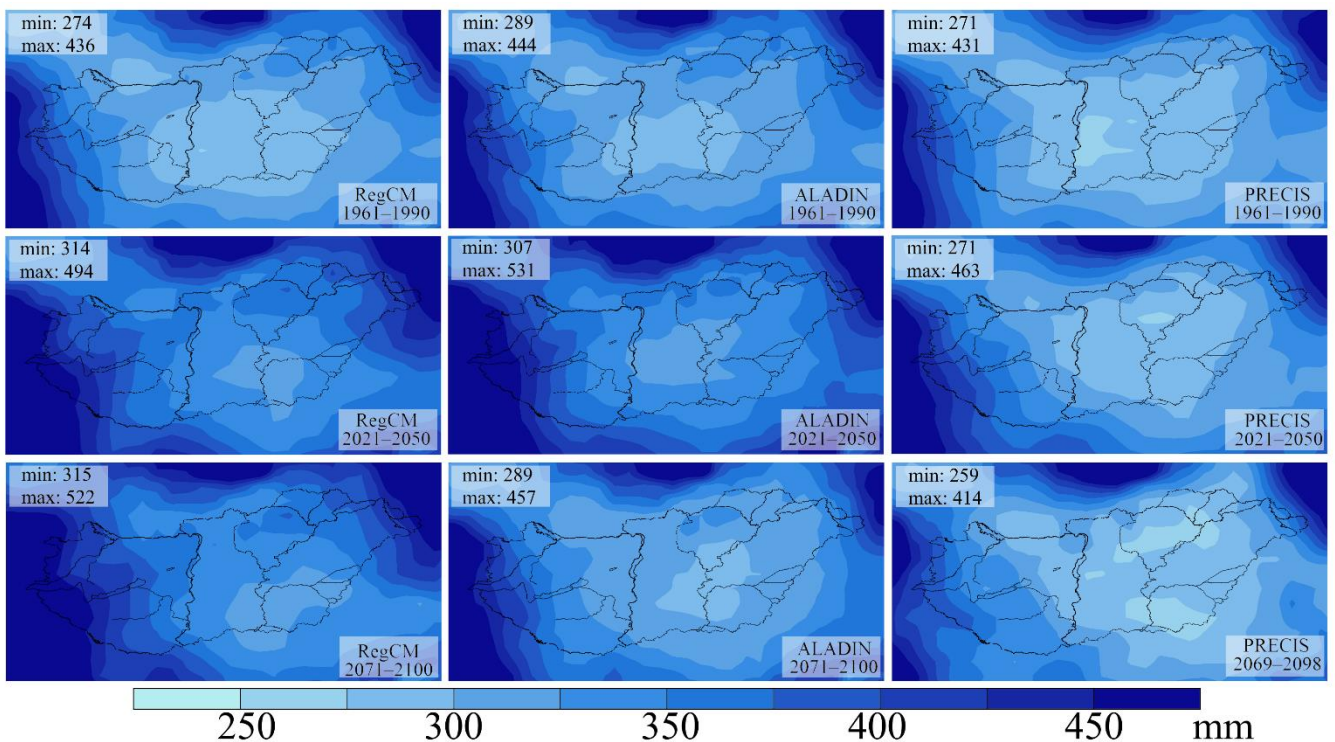 min: 274
max: 436
RegCM
1961–1990
min: 289
max: 444
ALADIN
1961–1990
min: 271
max: 431
PRECIS
1961–1990
min: 314
max: 494
RegCM
2021–2050
min: 307
max: 531
ALADIN
2021–2050
min: 271
max: 463
PRECIS
2021–2050
min: 315
max: 522
RegCM
2071–2100
min: 289
max: 457
ALADIN
2071–2100
min: 259
max: 414
PRECIS
2069–2098
250 300 350 400 450 mm